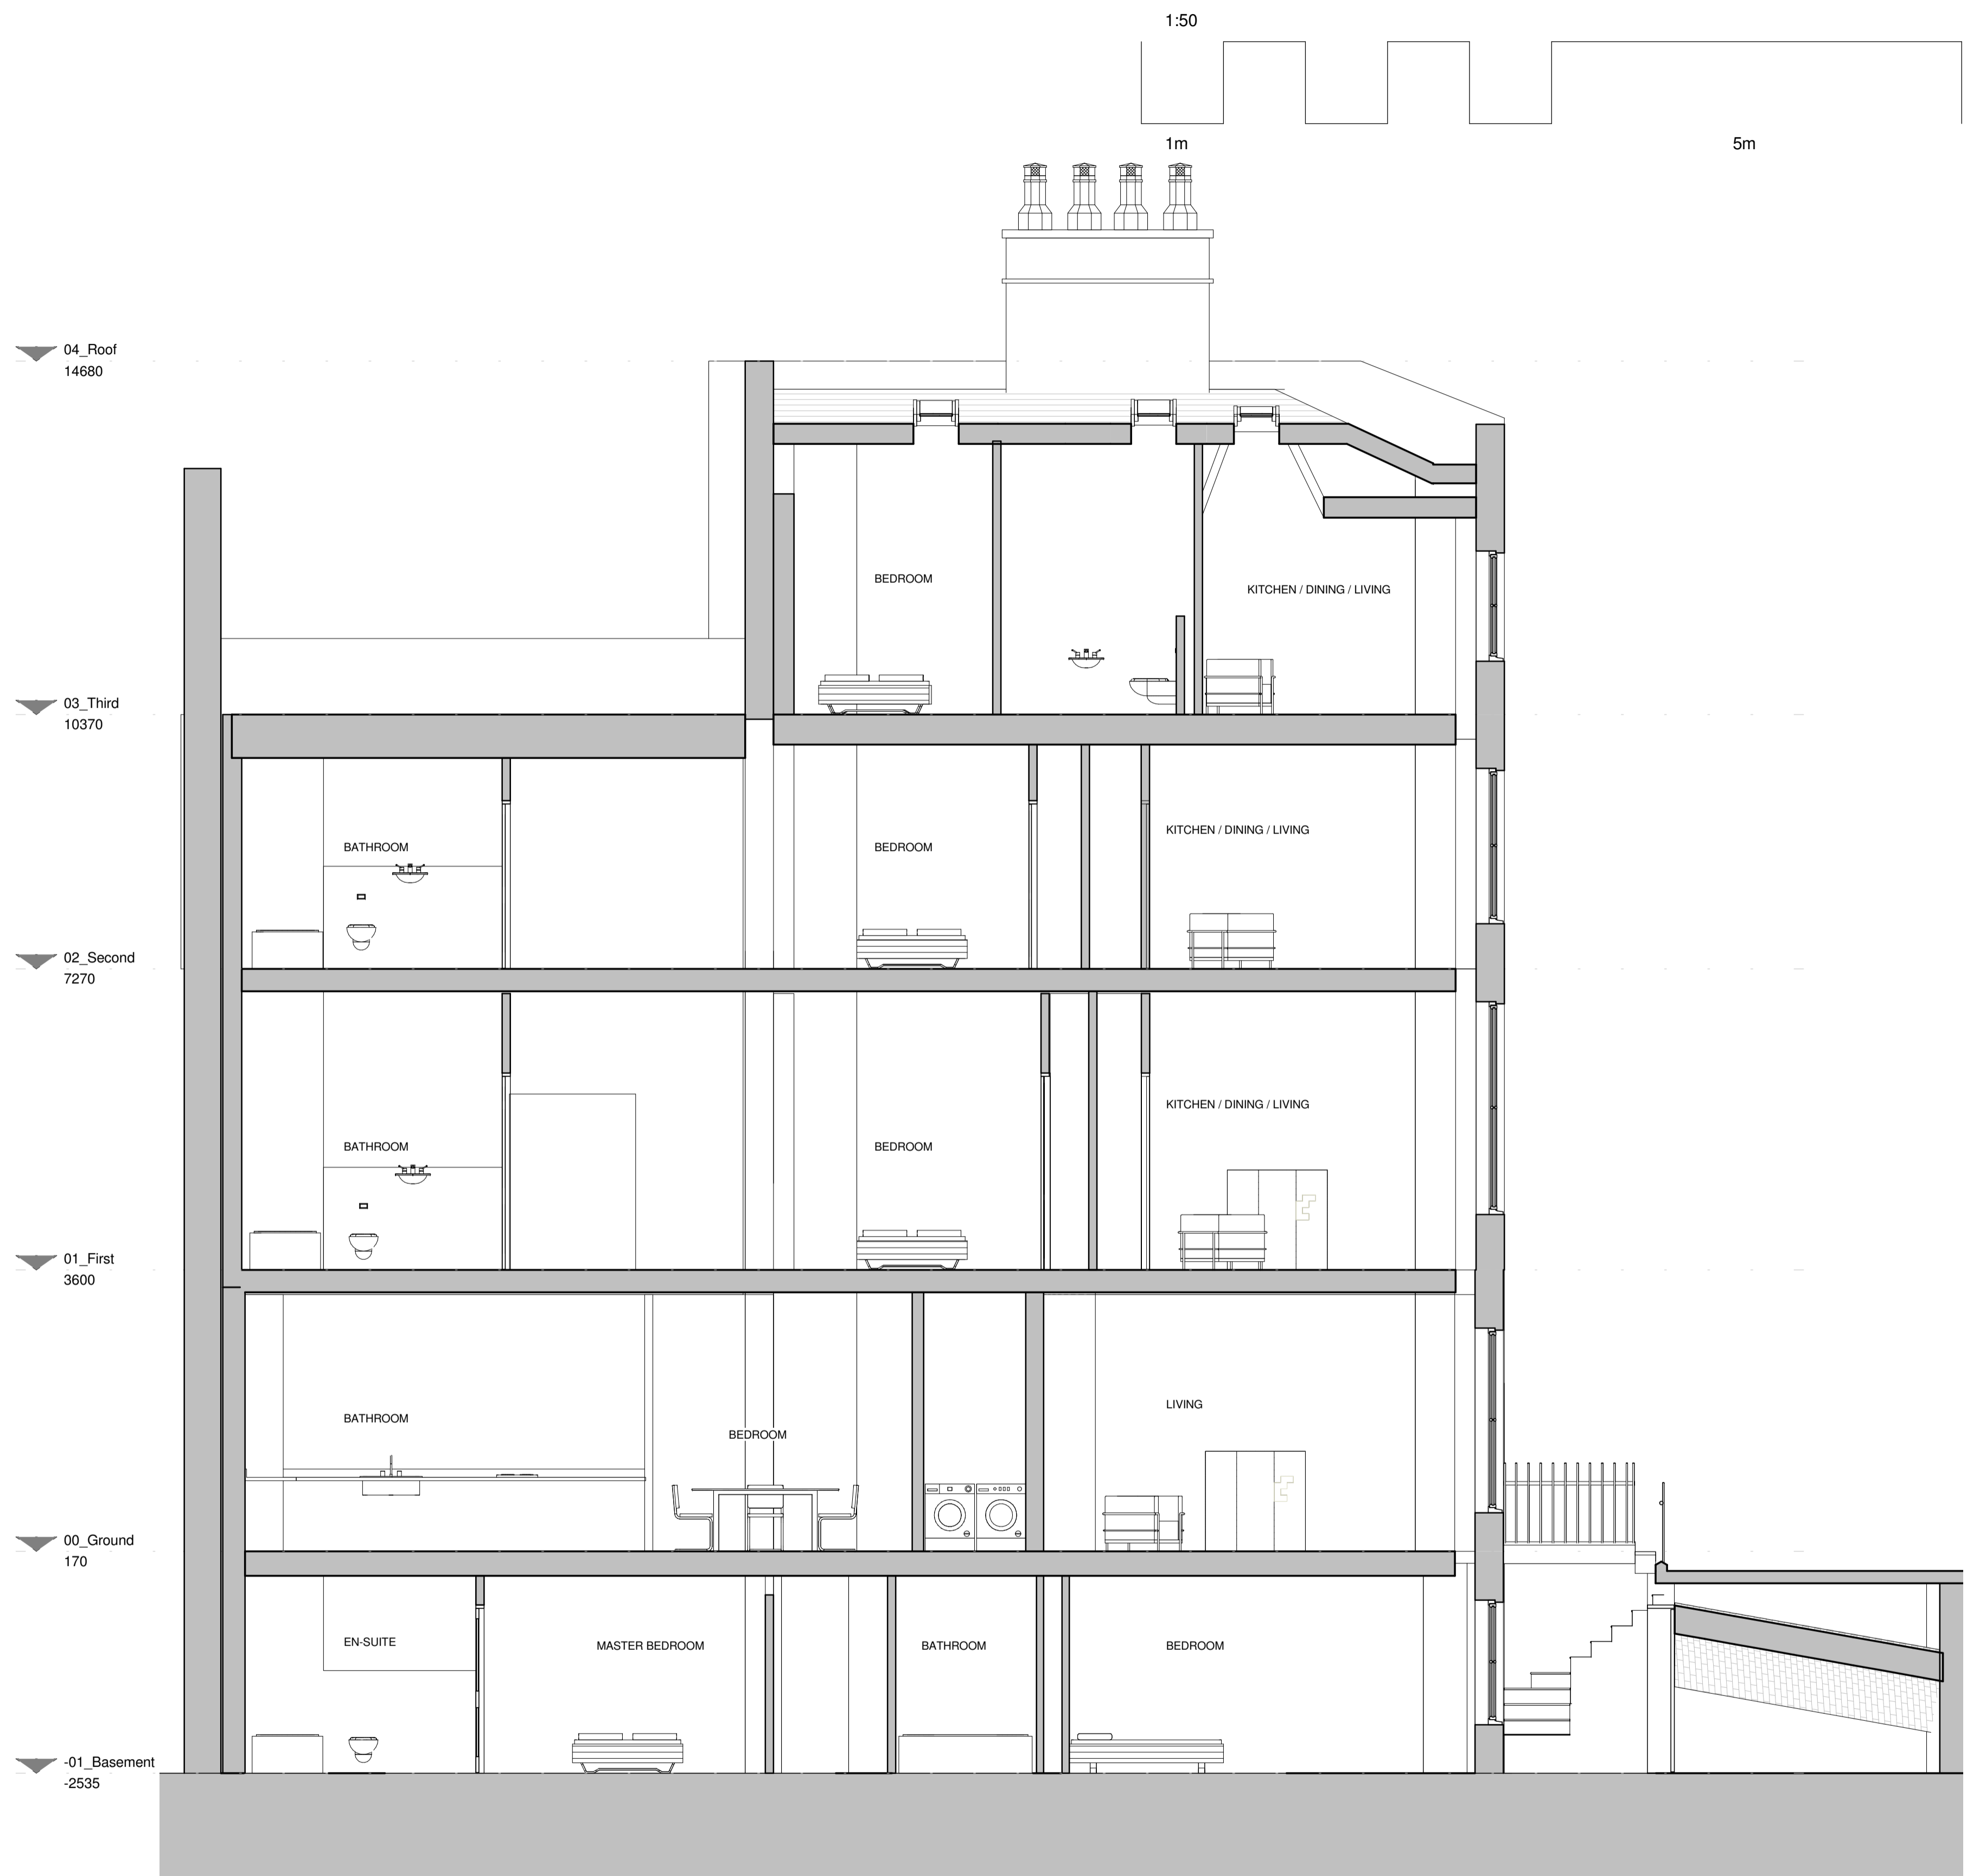 1:50
1m
5m
04_Roof
14680
BEDROOM
KITCHEN / DINING / LIVING
03_Third
10370
BATHROOM
BEDROOM
KITCHEN / DINING / LIVING
02_Second
7270
BATHROOM
BEDROOM
KITCHEN / DINING / LIVING
01_First
3600
BATHROOM
BEDROOM
LIVING
00_Ground
170
EN-SUITE
MASTER BEDROOM
BATHROOM
BEDROOM
-01_Basement
-2535